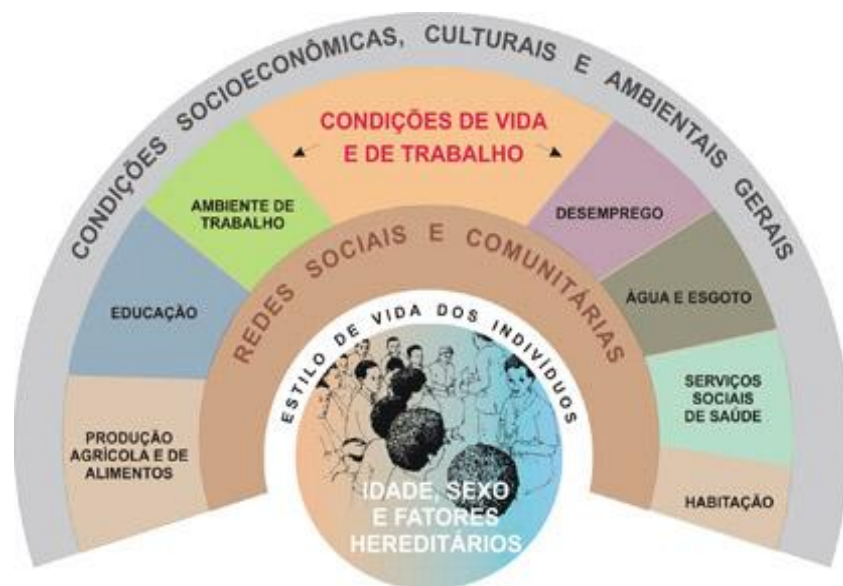 CONDIÇÕES SOCIOECONÔMICAS, CULTURAIS E AMBIENTAIS GERAIS
CONDIÇÕES DE VIDA
E DE TRABALHO
AMBIENTE DE
TRABALHO
DESEMPREGO
EDUCAÇÃO
ÁGUA E ESGOTO
PRODUÇÃO
AGRÍCOLA E DE
ALIMENTOS
SERVIÇOS
SOCIAIS
DE SAÚDE
HABITAÇÃO
REDES SOCIAIS E COMUNITÁRIAS
ESTILO DE VIDA DOS INDIVÍDUOS
IDADE, SEXO
E FATORES
HEREDITÁRIOS